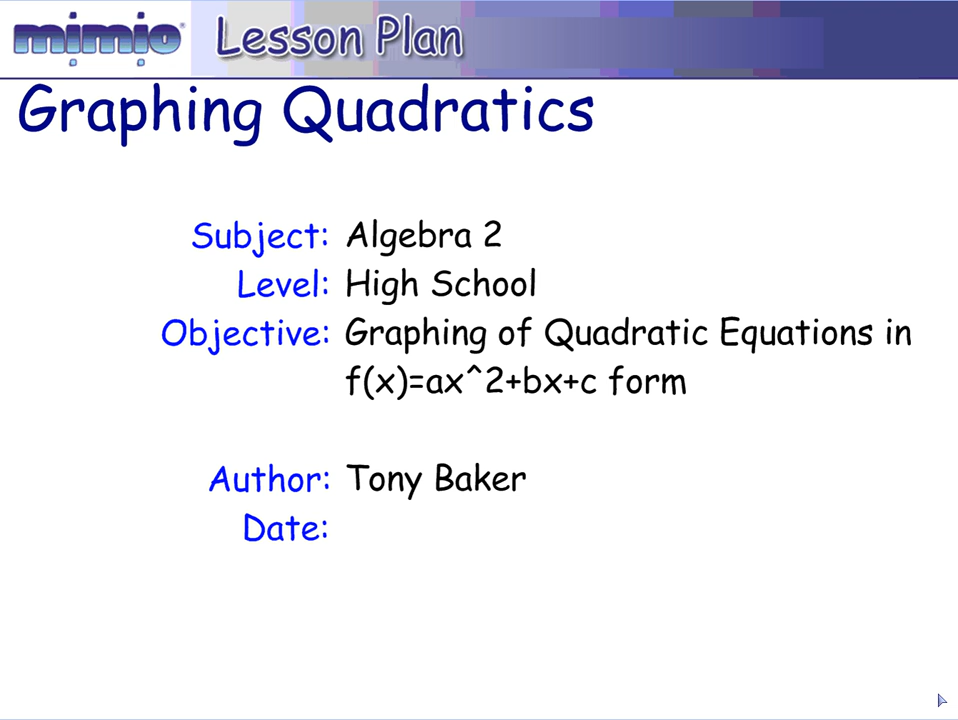 mimio® Lesson Plan
Graphing Quadratics
Subject: Algebra 2
Level: High School
Objective: Graphing of Quadratic Equations in
f(x)=ax^2+bx+c form
Author: Tony Baker
Date: